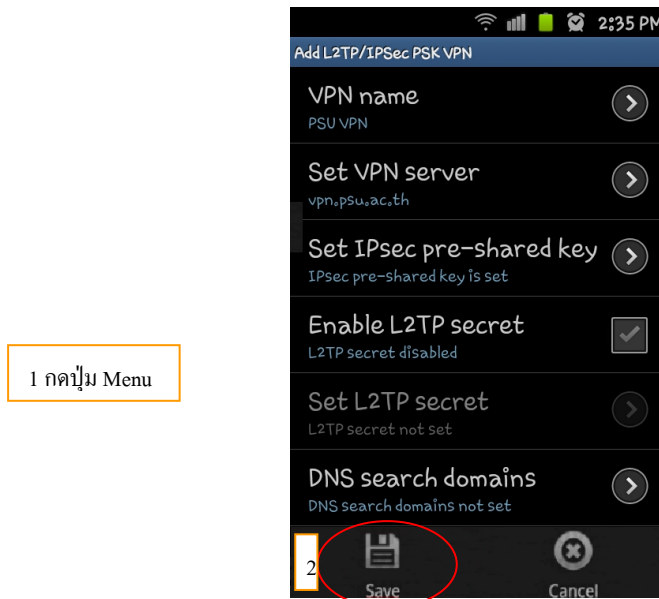 2:35 PM
Add L2TP/IPSec PSK VPN
VPN name
PSU VPN
Set VPN server
vpn.psu.ac.th
Set IPsec pre-shared key
IPsec pre-shared key is set
Enable L2TP secret
L2TP secret disabled
1 กดปุ่ม Menu
Set L2TP secret
L2TP secret not set
DNS search domains
DNS search domains not set
2
Save
Cancel